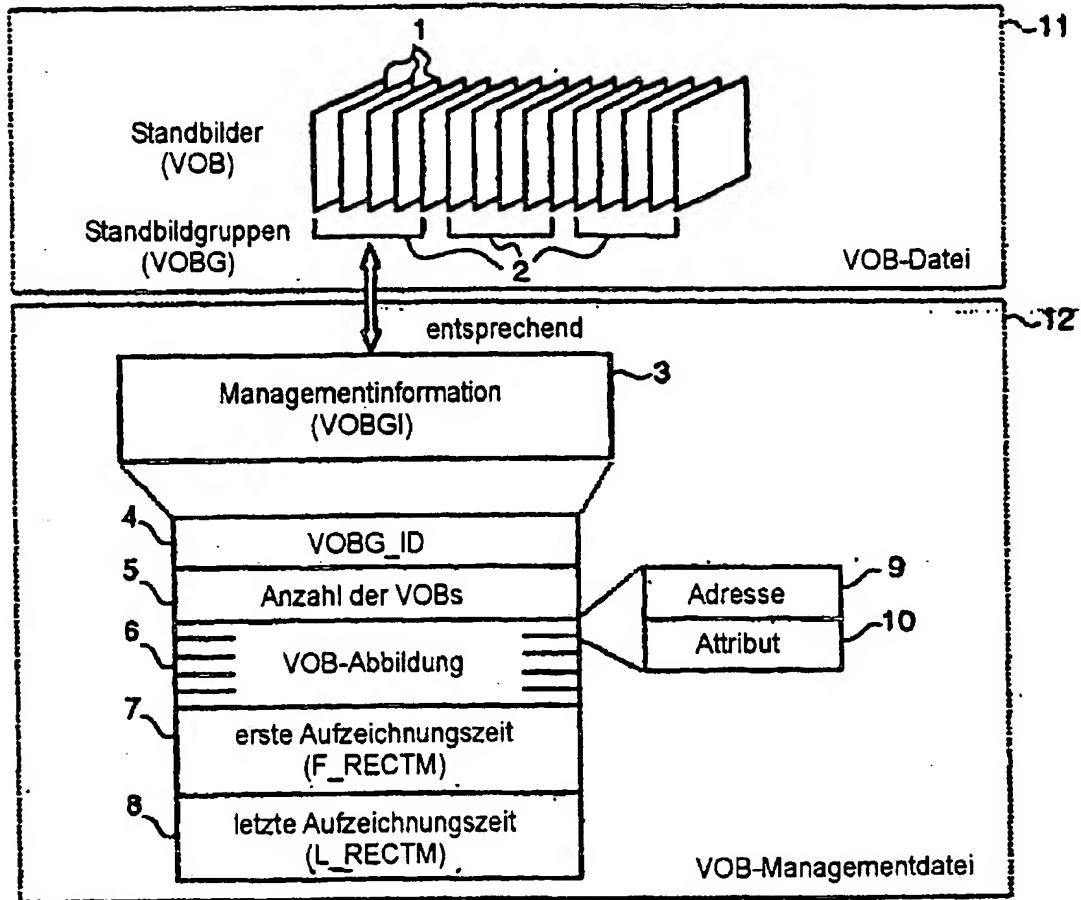 1
11
Standbilder
(VOB)
Standbildgruppen
(VOBG)
2
VOB-Datei
12
entsprechend
3
Managementinformation
(VOBGI)
4
VOBG_ID
5
Anzahl der VOBs
9
Adresse
6
VOB-Abbildung
10
Attribut
7
erste Aufzeichnungszeit
(F_RECTM)
8
letzte Aufzeichnungszeit
(L_RECTM)
VOB-Managementdatei